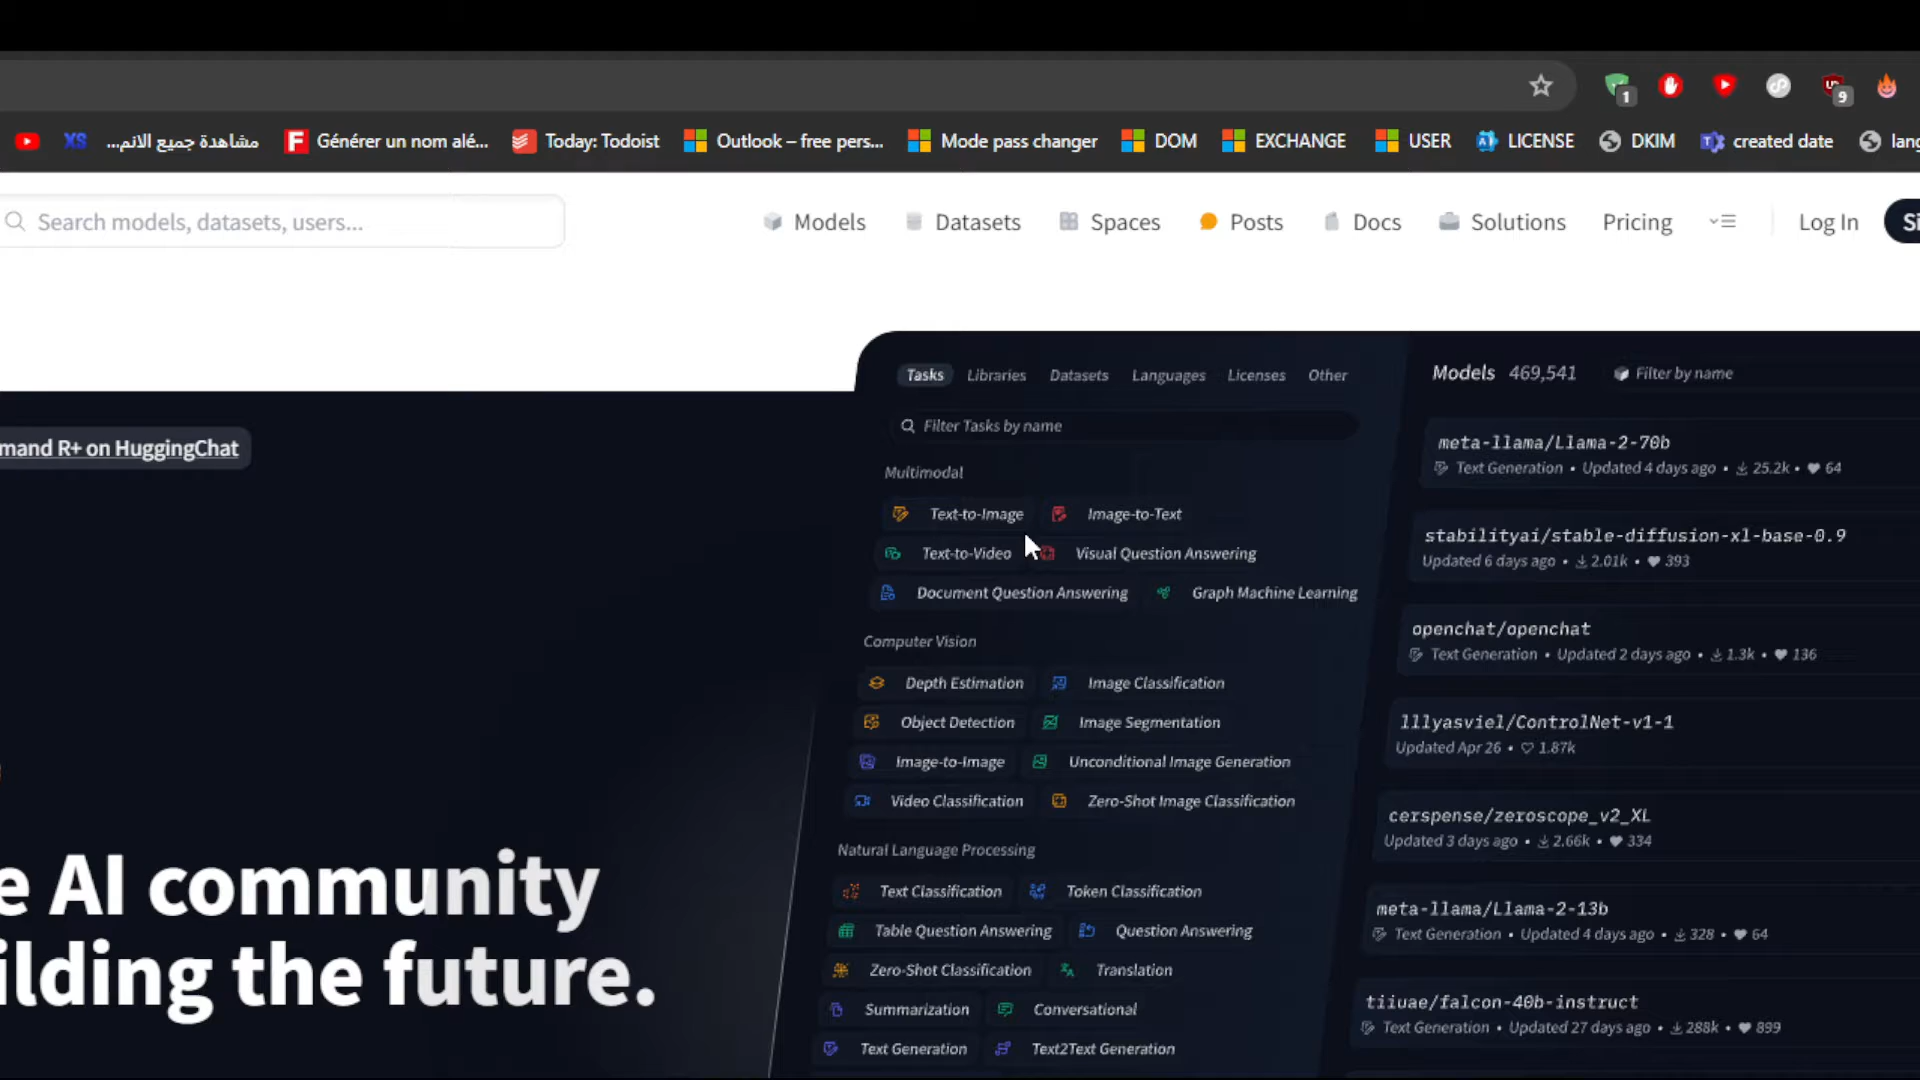 1
9
XS
مشاهدة جميع الانم...
Générer un nom alé...
Today: Todoist
Outlook – free pers...
Mode pass changer
DOM
EXCHANGE
USER
LICENSE
DKIM
created date
lang
Search models, datasets, users...
Models
Datasets
Spaces
Posts
Docs
Solutions
Pricing
Log In
Si
mand R+ on HuggingChat
e AI community
ilding the future.
Tasks
Libraries
Datasets
Languages
Licenses
Other
Filter Tasks by name
Multimodal
Text-to-Image
Image-to-Text
Text-to-Video
Visual Question Answering
Document Question Answering
Graph Machine Learning
Computer Vision
Depth Estimation
Image Classification
Object Detection
Image Segmentation
Image-to-Image
Unconditional Image Generation
Video Classification
Zero-Shot Image Classification
Natural Language Processing
Text Classification
Token Classification
Table Question Answering
Question Answering
Zero-Shot Classification
Translation
Summarization
Conversational
Text Generation
Text2Text Generation
Models 469,541
Filter by name
meta-llama/Llama-2-70b
Text Generation • Updated 4 days ago • 25.2k • 64
stabilityai/stable-diffusion-xl-base-0.9
Updated 6 days ago • 2.01k • 393
openchat/openchat
Text Generation • Updated 2 days ago • 1.3k • 136
lllyasviel/ControlNet-v1-1
Updated Apr 26 • 1.87k
cerspense/zeroscope_v2_XL
Updated 3 days ago • 2.66k • 334
meta-llama/Llama-2-13b
Text Generation • Updated 4 days ago • 328 • 64
tiiuae/falcon-40b-instruct
Text Generation • Updated 27 days ago • 288k • 899